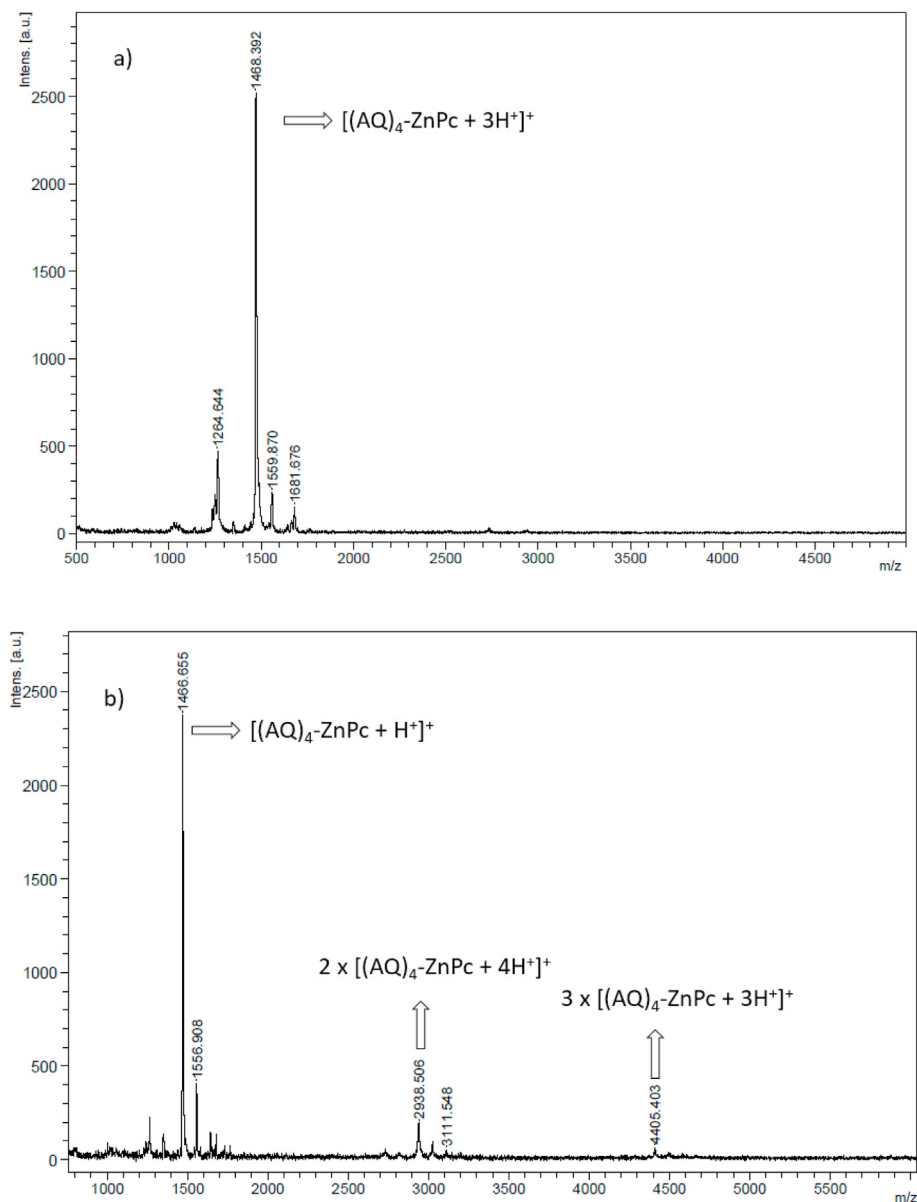 Intens. [a.u.]
a)
1468.392
[(AQ)₄-ZnPc + 3H⁺]⁺
2500
2000
1500
1000
500
0
1264.644
1559.870
1681.676
500 1000 1500 2000 2500 3000 3500 4000 4500
m/z
Intens. [a.u.]
b)
1466.655
[(AQ)₄-ZnPc + H⁺]⁺
2500
2000
1500
1000
500
0
2 x [(AQ)₄-ZnPc + 4H⁺]⁺
3 x [(AQ)₄-ZnPc + 3H⁺]⁺
1556.908
2938.506
3111.548
4405.403
1000 1500 2000 2500 3000 3500 4000 4500 5000 5500
m/z